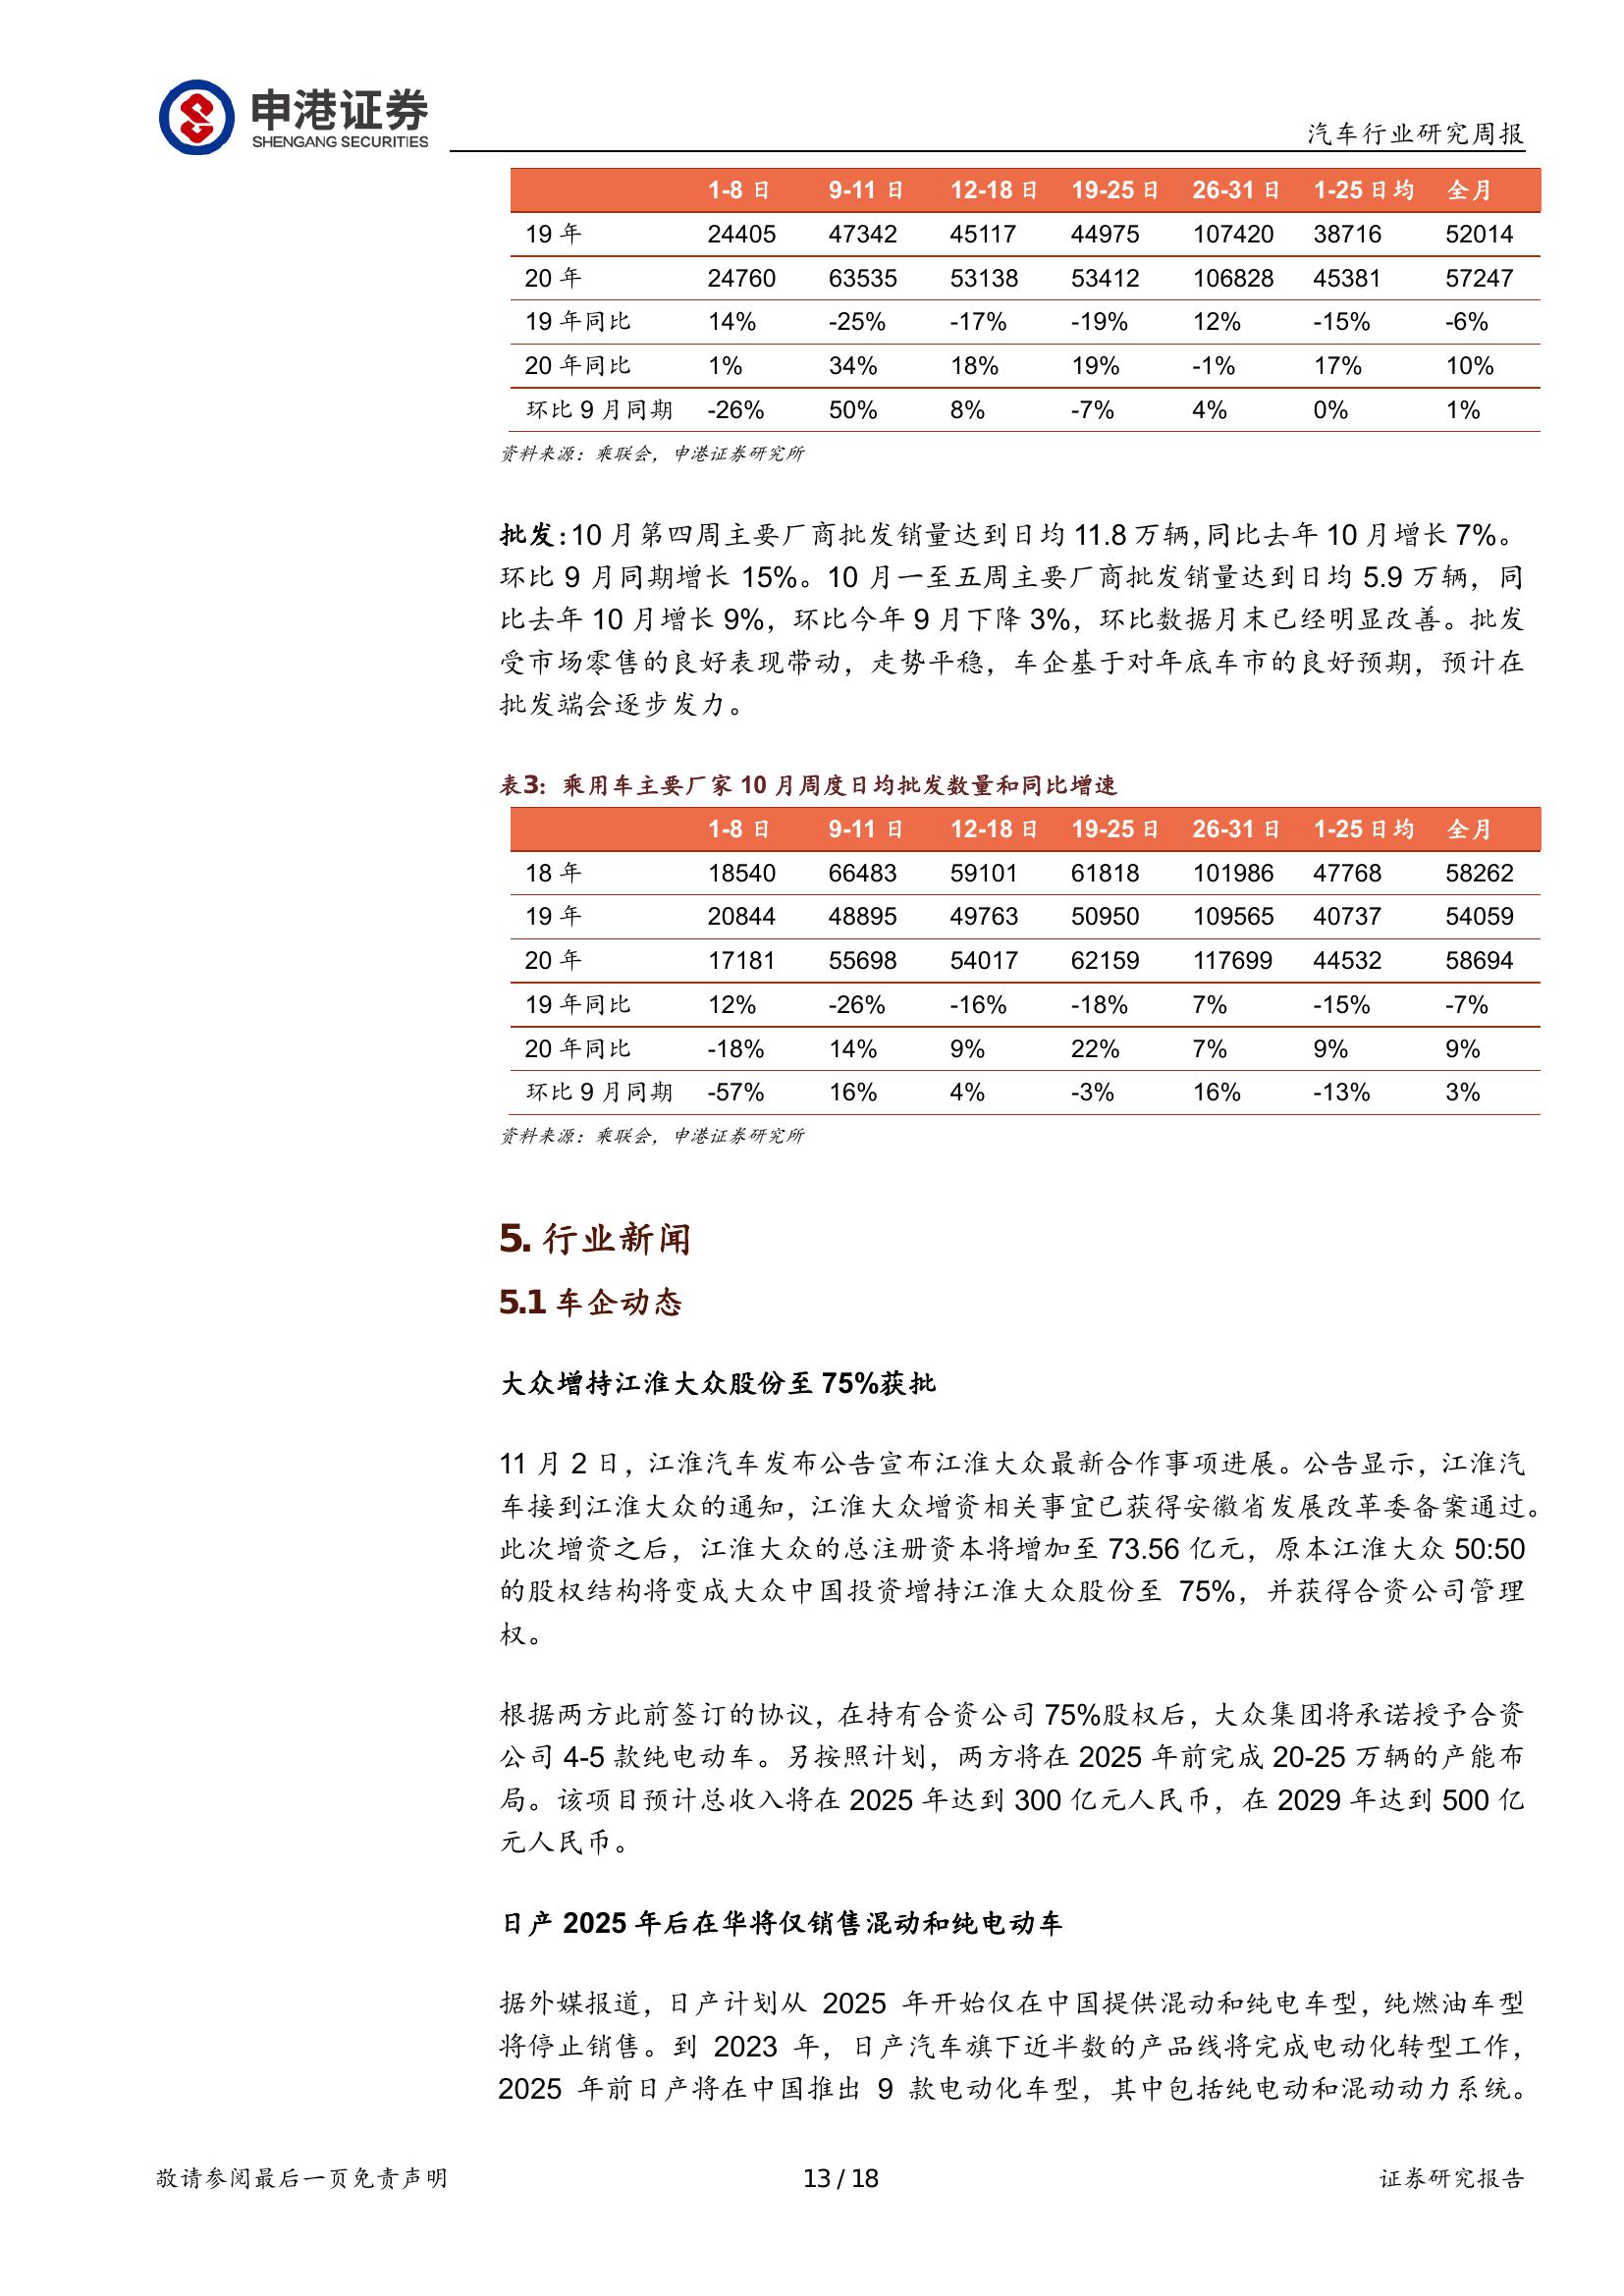 申港证券
SHENGANG SECURITIES
汽车行业研究周报
1-8 日 9-11 日 12-18 日 19-25 日 26-31 日 1-25 日均 全月
19 年 24405 47342 45117 44975 107420 38716 52014
20 年 24760 63535 53138 53412 106828 45381 57247
19 年同比 14% -25% -17% -19% 12% -15% -6%
20 年同比 1% 34% 18% 19% -1% 17% 10%
环比 9 月同期 -26% 50% 8% -7% 4% 0% 1%
资料来源：乘联会，申港证券研究所
批发：10 月第四周主要厂商批发销量达到日均 11.8 万辆，同比去年 10 月增长 7%。
环比 9 月同期增长 15%。10 月一至五周主要厂商批发销量达到日均 5.9 万辆，同
比去年 10 月增长 9%，环比今年 9 月下降 3%，环比数据月末已经明显改善。批发
受市场零售的良好表现带动，走势平稳，车企基于对年底车市的良好预期，预计在
批发端会逐步发力。
表3：乘用车主要厂家 10 月周度日均批发数量和同比增速
1-8 日 9-11 日 12-18 日 19-25 日 26-31 日 1-25 日均 全月
18 年 18540 66483 59101 61818 101986 47768 58262
19 年 20844 48895 49763 50950 109565 40737 54059
20 年 17181 55698 54017 62159 117699 44532 58694
19 年同比 12% -26% -16% -18% 7% -15% -7%
20 年同比 -18% 14% 9% 22% 7% 9% 9%
环比 9 月同期 -57% 16% 4% -3% 16% -13% 3%
资料来源：乘联会，申港证券研究所
5. 行业新闻
5.1 车企动态
大众增持江淮大众股份至 75%获批
11 月 2 日，江淮汽车发布公告宣布江淮大众最新合作事项进展。公告显示，江淮汽
车接到江淮大众的通知，江淮大众增资相关事宜已获得安徽省发展改革委备案通过。
此次增资之后，江淮大众的总注册资本将增加至 73.56 亿元，原本江淮大众 50:50
的股权结构将变成大众中国投资增持江淮大众股份至 75%，并获得合资公司管理
权。
根据两方此前签订的协议，在持有合资公司 75%股权后，大众集团将承诺授予合资
公司 4-5 款纯电动车。另按照计划，两方将在 2025 年前完成 20-25 万辆的产能布
局。该项目预计总收入将在 2025 年达到 300 亿元人民币，在 2029 年达到 500 亿
元人民币。
日产 2025 年后在华将仅销售混动和纯电动车
据外媒报道，日产计划从 2025 年开始仅在中国提供混动和纯电车型，纯燃油车型
将停止销售。到 2023 年，日产汽车旗下近半数的产品线将完成电动化转型工作，
2025 年前日产将在中国推出 9 款电动化车型，其中包括纯电动和混动动力系统。
敬请参阅最后一页免责声明 13 / 18 证券研究报告